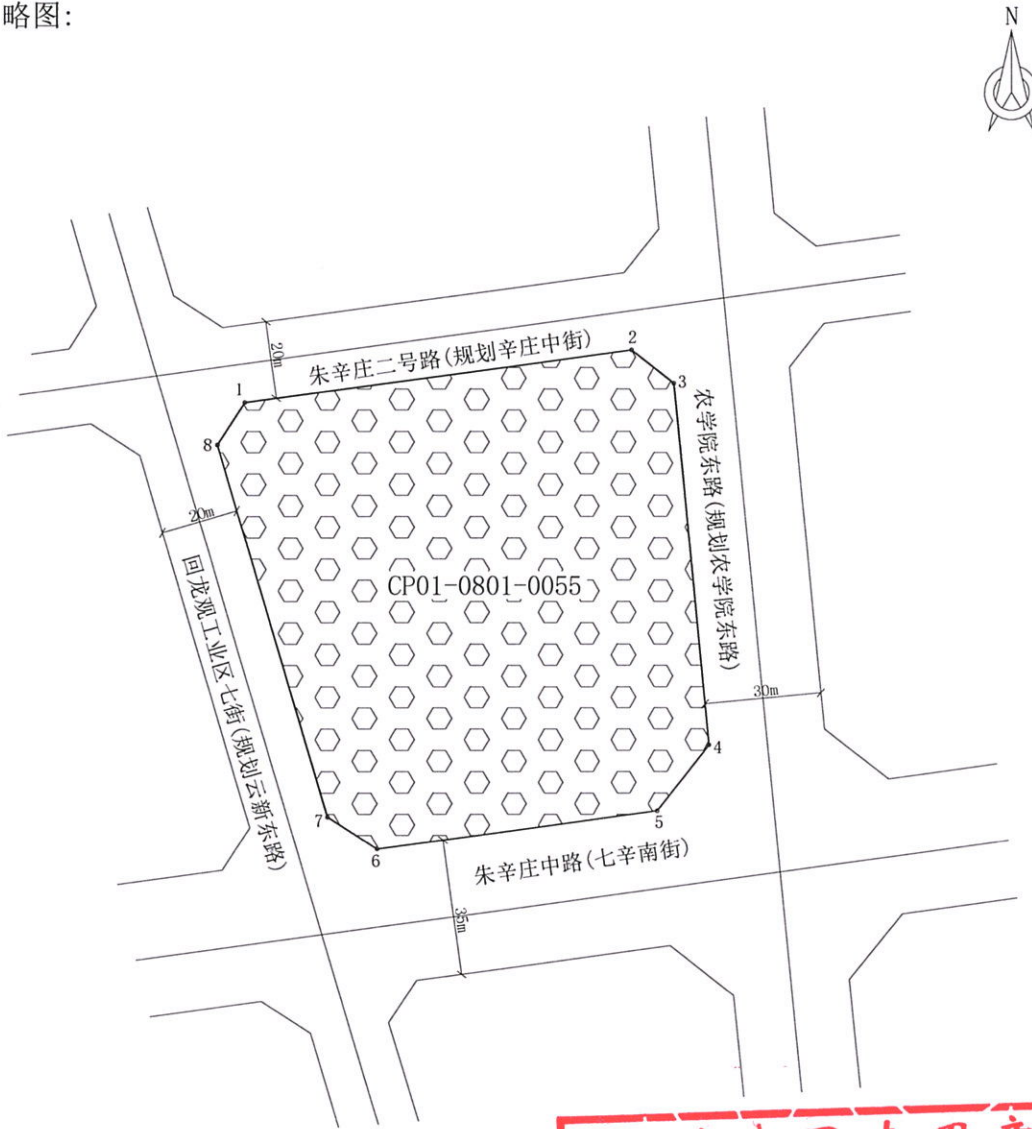 略图:
N
20m
朱辛庄二号路(规划辛庄中街)
1
2
3
8
农学院东路(规划农学院东路)
20m
回龙观工业区七街(规划云新东路)
CP01-0801-0055
30m
4
5
7
6
朱辛庄中路(七辛南街)
35m